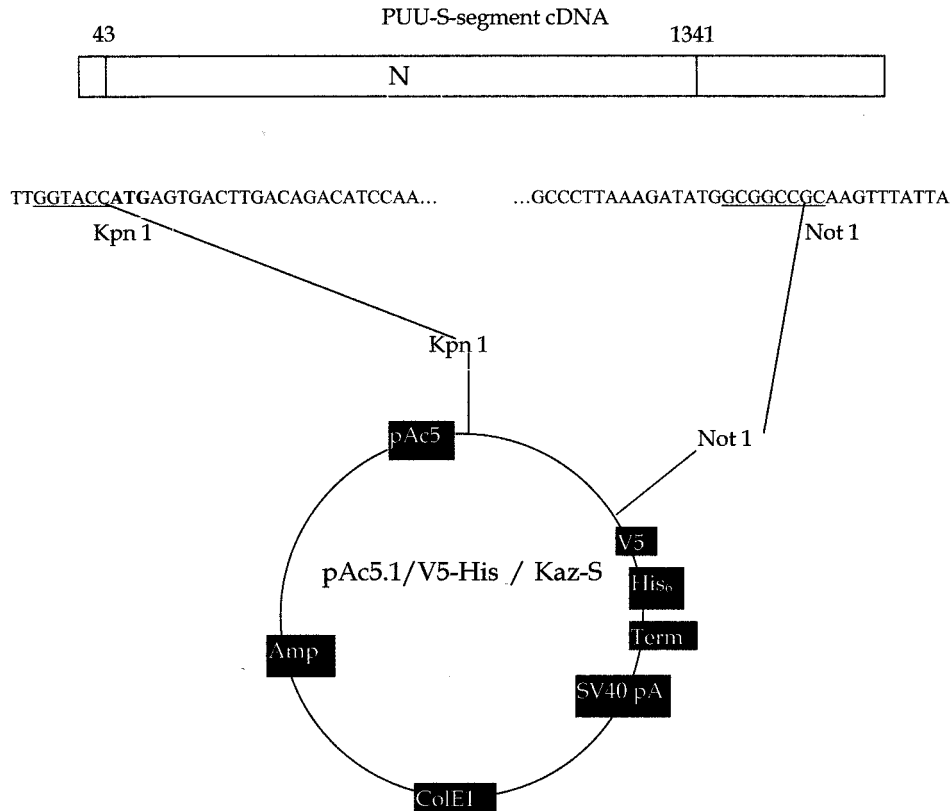 PUU-S-segment cDNA
43 1341
N
TTGGTACCATGAGTGACTTGACAGACATCCAA... ...GCCCTTAAAGATATGGCGGCCGCAAGTTTATTA
Kpn 1 Not 1
Kpn 1
pAc5
Not 1
V5
pAc5.1/V5-His / Kaz-S
His₆
Term
Amp
SV40 pA
ColE1